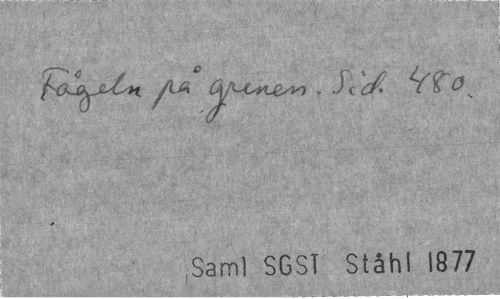 Fågeln på grenen. Sid. 480.
Saml SGST Ståhl 1877